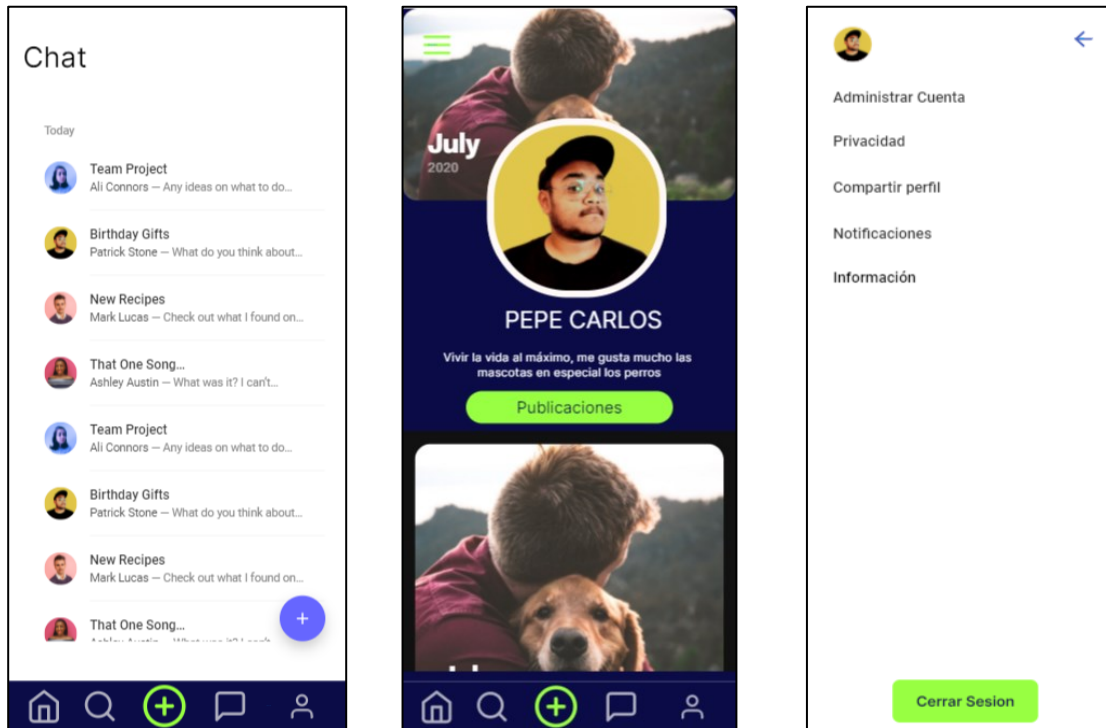 Chat
Today
Team Project
Ali Connors — Any ideas on what to do...
Birthday Gifts
Patrick Stone — What do you think about...
New Recipes
Mark Lucas — Check out what I found on...
That One Song...
Ashley Austin — What was it? I can't...
Team Project
Ali Connors — Any ideas on what to do...
Birthday Gifts
Patrick Stone — What do you think about...
New Recipes
Mark Lucas — Check out what I found on...
That One Song...
July
2020
PEPE CARLOS
Vivir la vida al máximo, me gusta mucho las
mascotas en especial los perros
Publicaciones
Administrar Cuenta
Privacidad
Compartir perfil
Notificaciones
Información
Cerrar Sesion